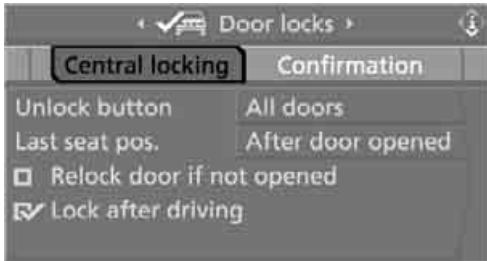 Door locks
Central locking Confirmation
Unlock button All doors
Last seat pos. After door opened
Relock door if not opened
Lock after driving